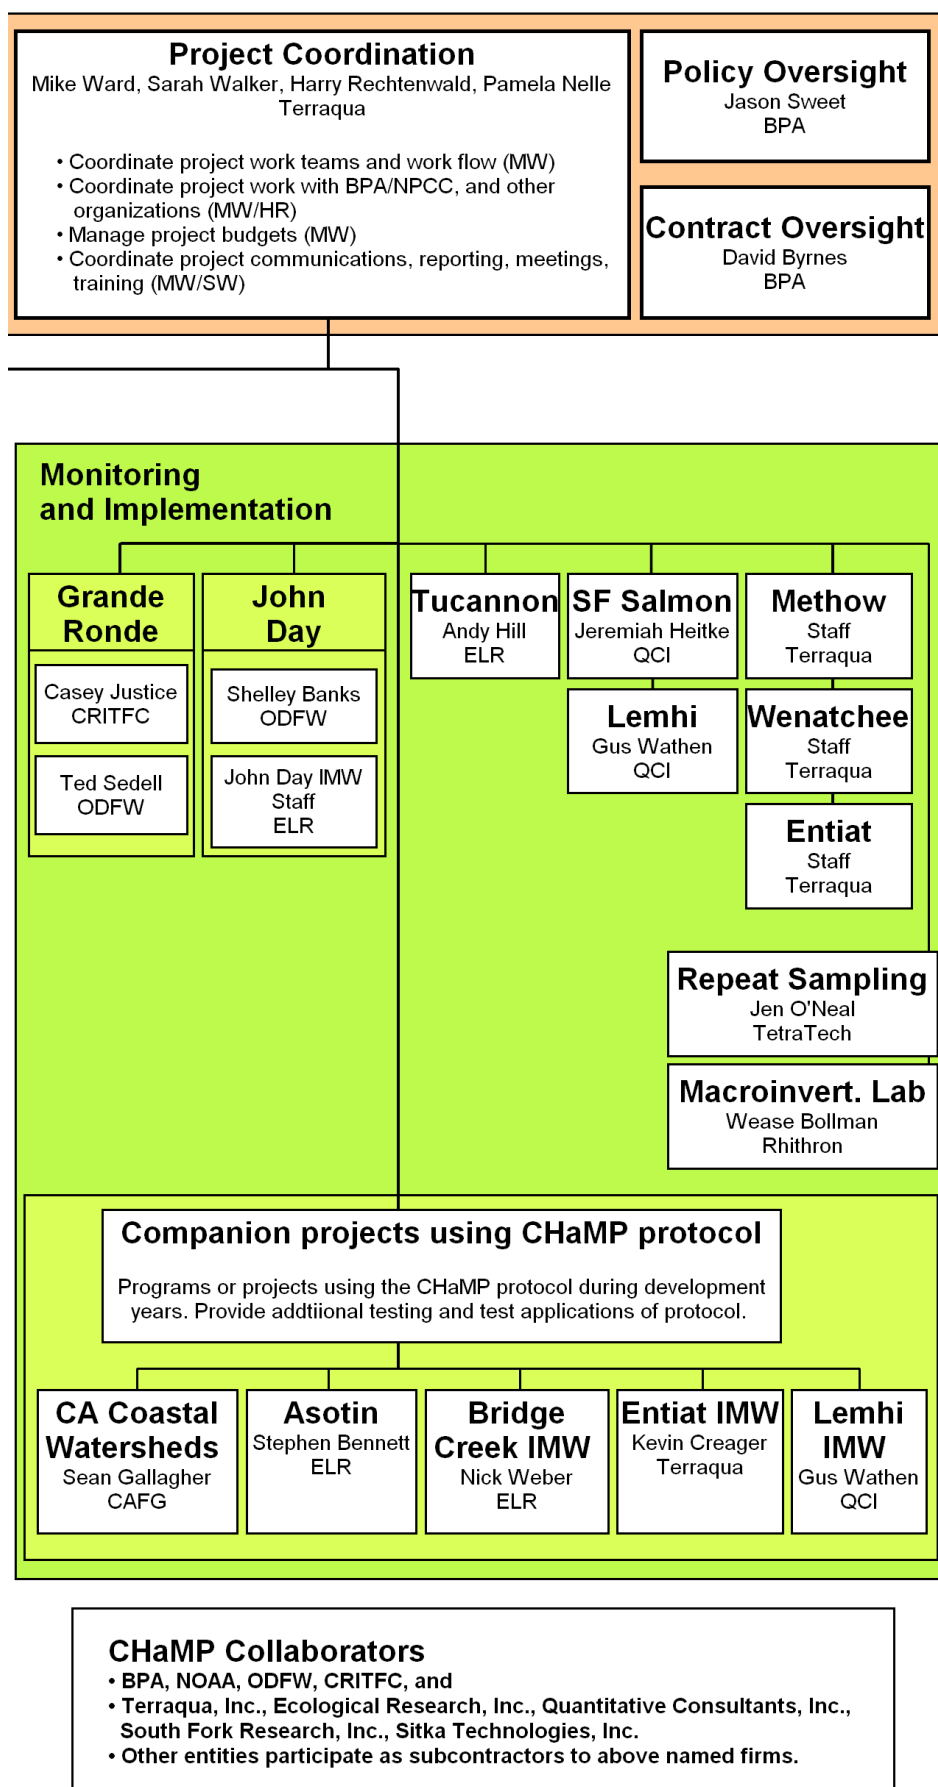 Project Coordination
Mike Ward, Sarah Walker, Harry Rechtenwald, Pamela Nelle
Terraqua
• Coordinate project work teams and work flow (MW)
• Coordinate project work with BPA/NPCC, and other
organizations (MW/HR)
• Manage project budgets (MW)
• Coordinate project communications, reporting, meetings,
training (MW/SW)
Policy Oversight
Jason Sweet
BPA
Contract Oversight
David Byrnes
BPA
Monitoring
and Implementation
Grande
Ronde
Casey Justice
CRITFC
Ted Sedell
ODFW
John
Day
Shelley Banks
ODFW
John Day IMW
Staff
ELR
Tucannon
Andy Hill
ELR
SF Salmon
Jeremiah Heitke
QCI
Lemhi
Gus Wathen
QCI
Methow
Staff
Terraqua
Wenatchee
Staff
Terraqua
Entiat
Staff
Terraqua
Repeat Sampling
Jen O'Neal
TetraTech
Macroinvert. Lab
Wease Bollman
Rhithron
Companion projects using CHaMP protocol
Programs or projects using the CHaMP protocol during development
years. Provide addtiional testing and test applications of protocol.
CA Coastal
Watersheds
Sean Gallagher
CAFG
Asotin
Stephen Bennett
ELR
Bridge
Creek IMW
Nick Weber
ELR
Entiat IMW
Kevin Creager
Terraqua
Lemhi
IMW
Gus Wathen
QCI
CHaMP Collaborators
• BPA, NOAA, ODFW, CRITFC, and
• Terraqua, Inc., Ecological Research, Inc., Quantitative Consultants, Inc.,
South Fork Research, Inc., Sitka Technologies, Inc.
• Other entities participate as subcontractors to above named firms.